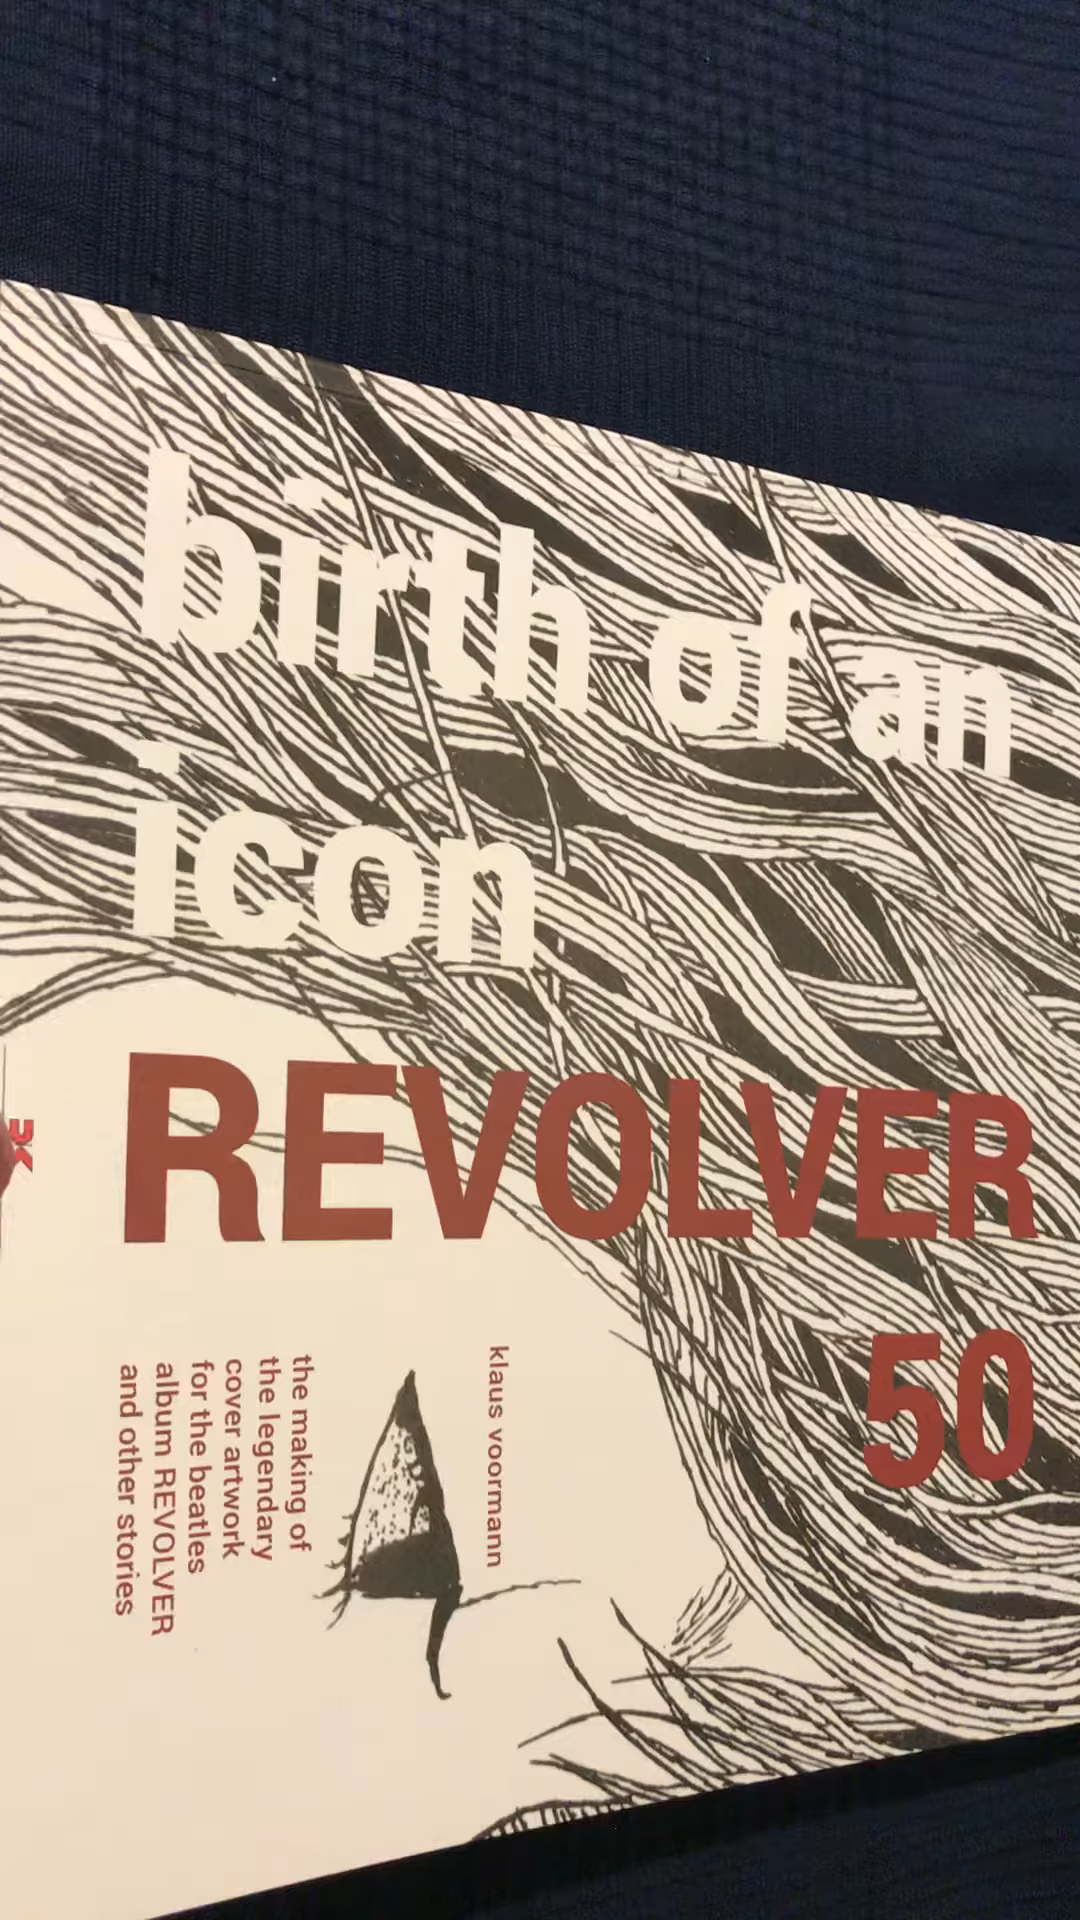 birth of an
icon
REVOLVER
50
klaus voormann
the making of
the legendary
cover artwork
for the beatles
album REVOLVER
and other stories